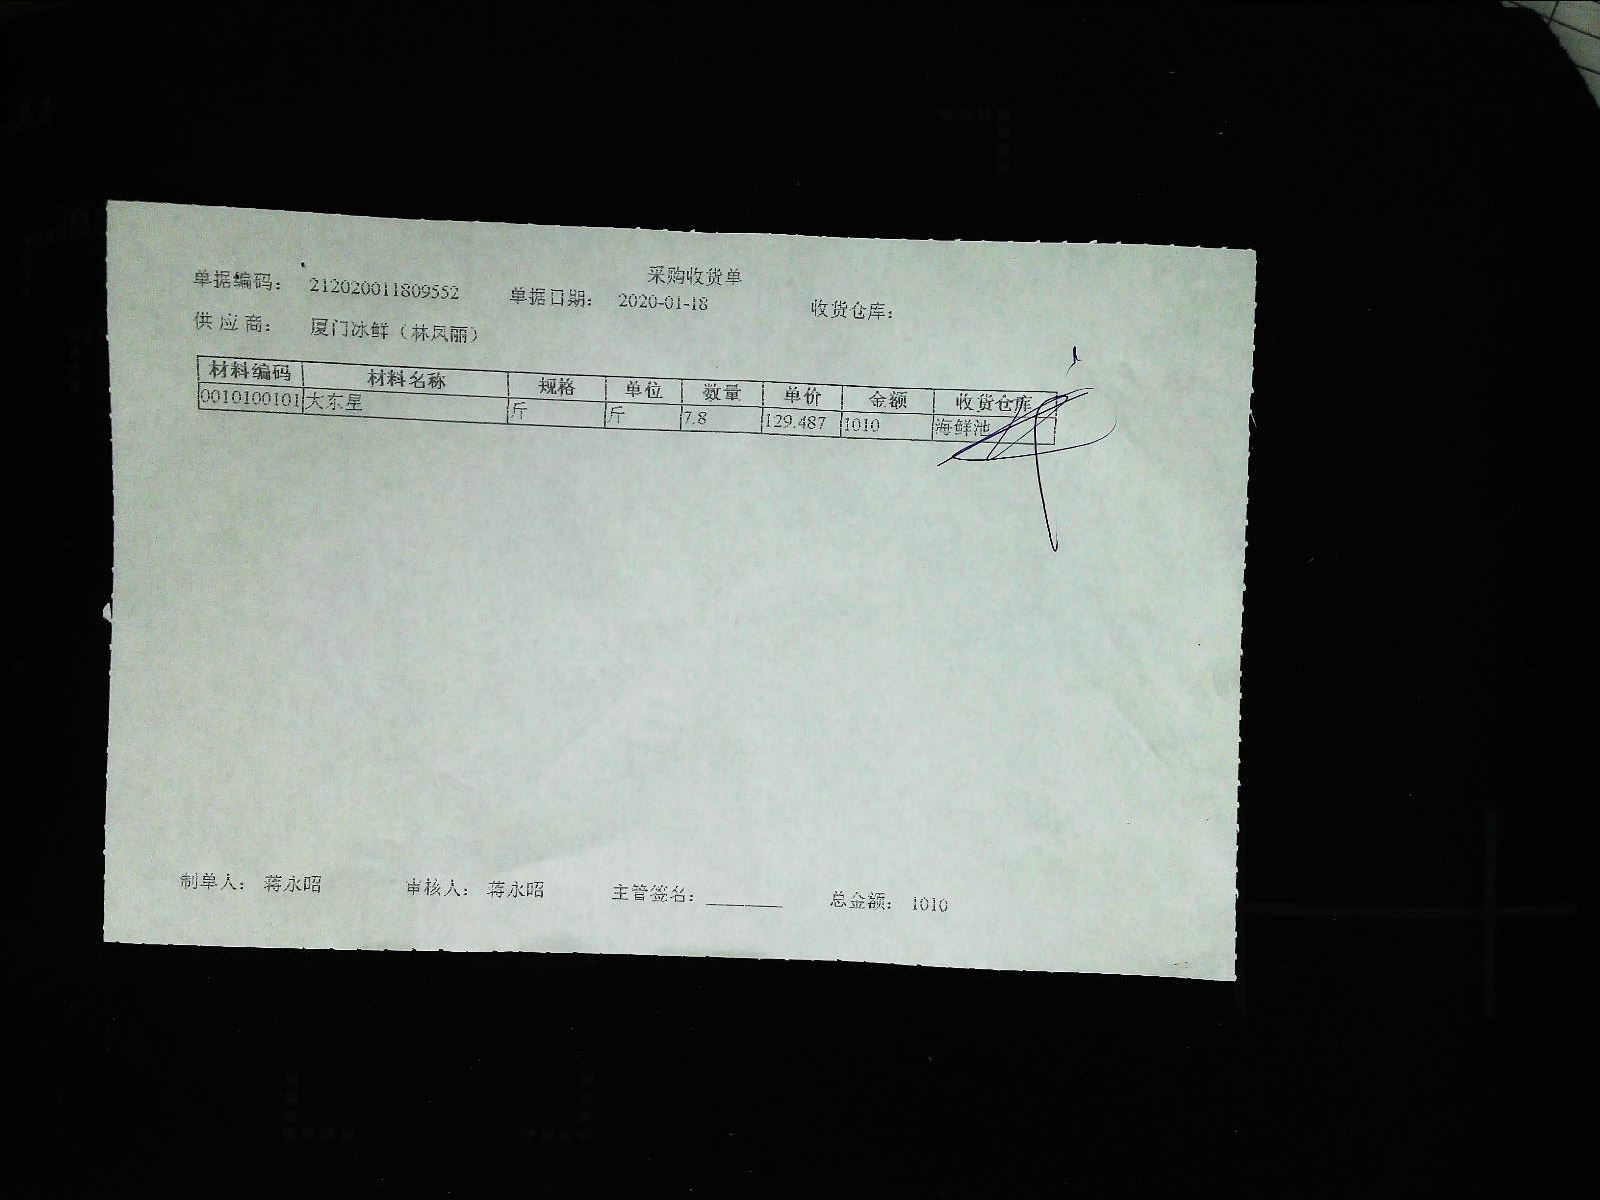 采购收货单
单据编码: 212020011809552 单据日期: 2020-01-18 收货仓库:
供应商: 厦门冰鲜（林凤丽）
材料编码 材料名称 规格 单位 数量 单价 金额 收货仓库
0010100101 大东星 斤 斤 7.8 129.487 1010 海鲜池
制单人: 蒋永昭 审核人: 蒋永昭 主管签名: 总金额: 1010